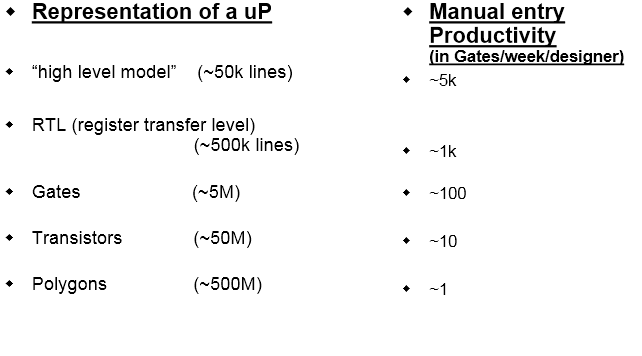 ◆ Representation of a uP
◆ “high level model” (~50k lines)
◆ RTL (register transfer level)
(~500k lines)
◆ Gates (~5M)
◆ Transistors (~50M)
◆ Polygons (~500M)
◆ Manual entry
Productivity
(in Gates/week/designer)
◆ ~5k
◆ ~1k
◆ ~100
◆ ~10
◆ ~1